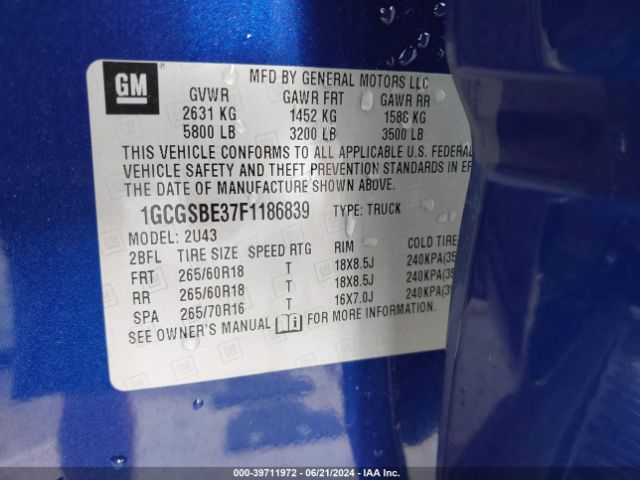 GM
MFD BY GENERAL MOTORS LLC
GVWR GAWR FRT GAWR RR
2631 KG 1452 KG 1586 KG
5800 LB 3200 LB 3500 LB
THIS VEHICLE CONFORMS TO ALL APPLICABLE U.S. FEDERAL
VEHICLE SAFETY AND THEFT PREVENTION STANDARDS IN EF
THE DATE OF MANUFACTURE SHOWN ABOVE.
1GCGSBE37F1186839 TYPE: TRUCK
MODEL: 2U43
2BFL TIRE SIZE SPEED RTG RIM COLD TIRE
FRT 265/60R18 T 18X8.5J 240KPA(35
RR 265/60R18 T 18X8.5J 240KPA(35
SPA 265/70R16 T 16X7.0J 240KPA(35
SEE OWNER'S MANUAL i FOR MORE INFORMATION.
000-39711972 - 06/21/2024 - IAA Inc.